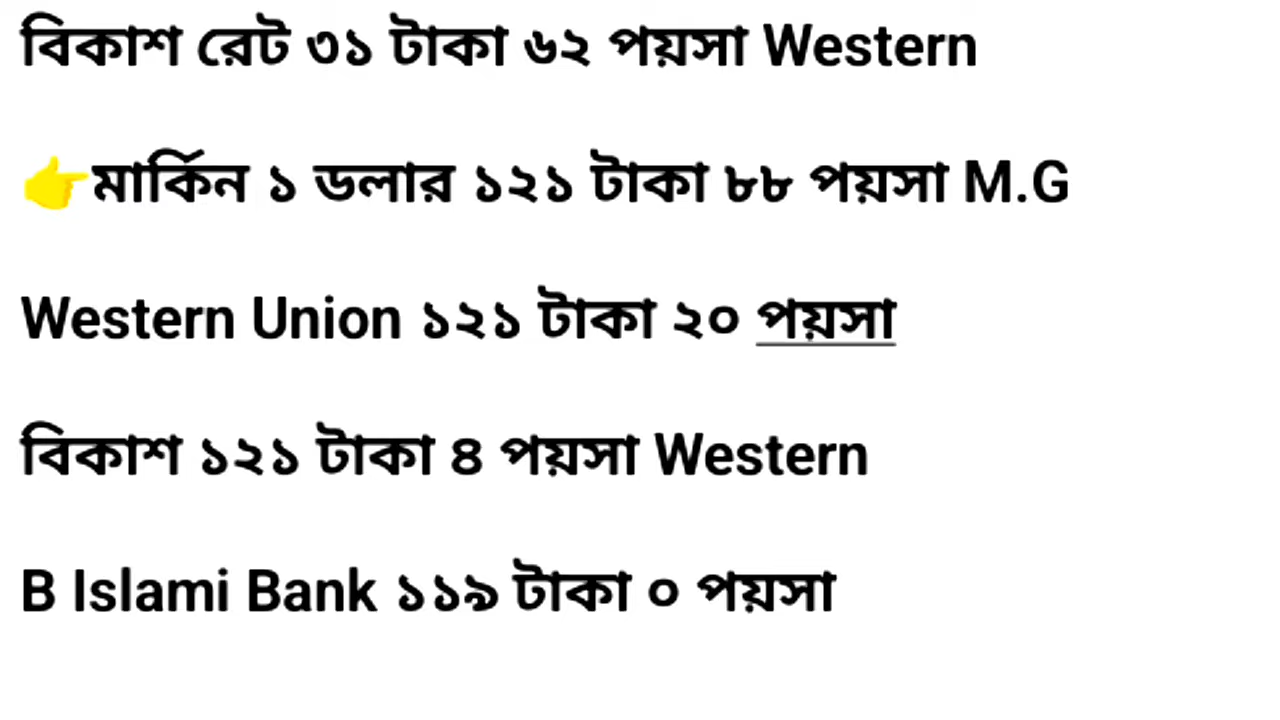 বিকাশ রেট ৩১ টাকা ৬২ পয়সা Western
👉মার্কিন ১ ডলার ১২১ টাকা ৮৮ পয়সা M.G
Western Union ১২১ টাকা ২০ পয়সা
বিকাশ ১২১ টাকা ৪ পয়সা Western
B Islami Bank ১১৯ টাকা ০ পয়সা